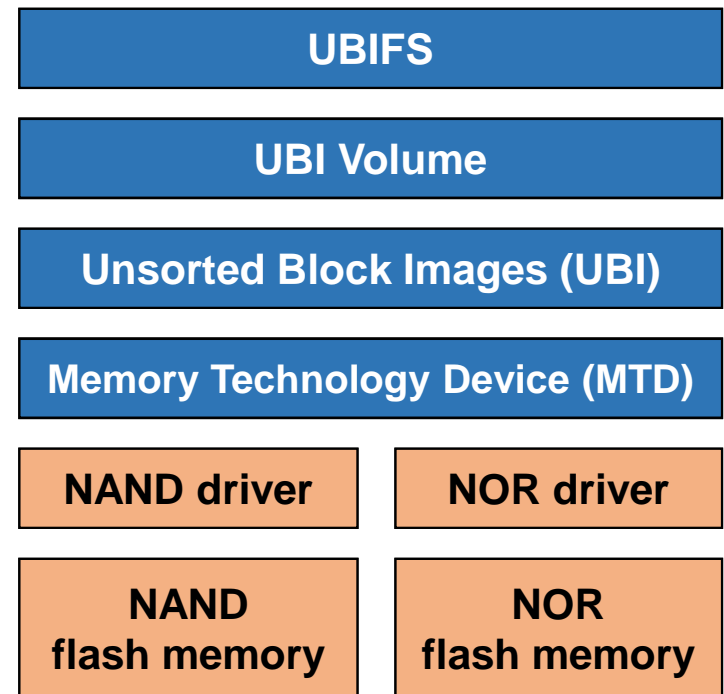 UBIFS
UBI Volume
Unsorted Block Images (UBI)
Memory Technology Device (MTD)
NAND driver
NOR driver
NAND
flash memory
NOR
flash memory